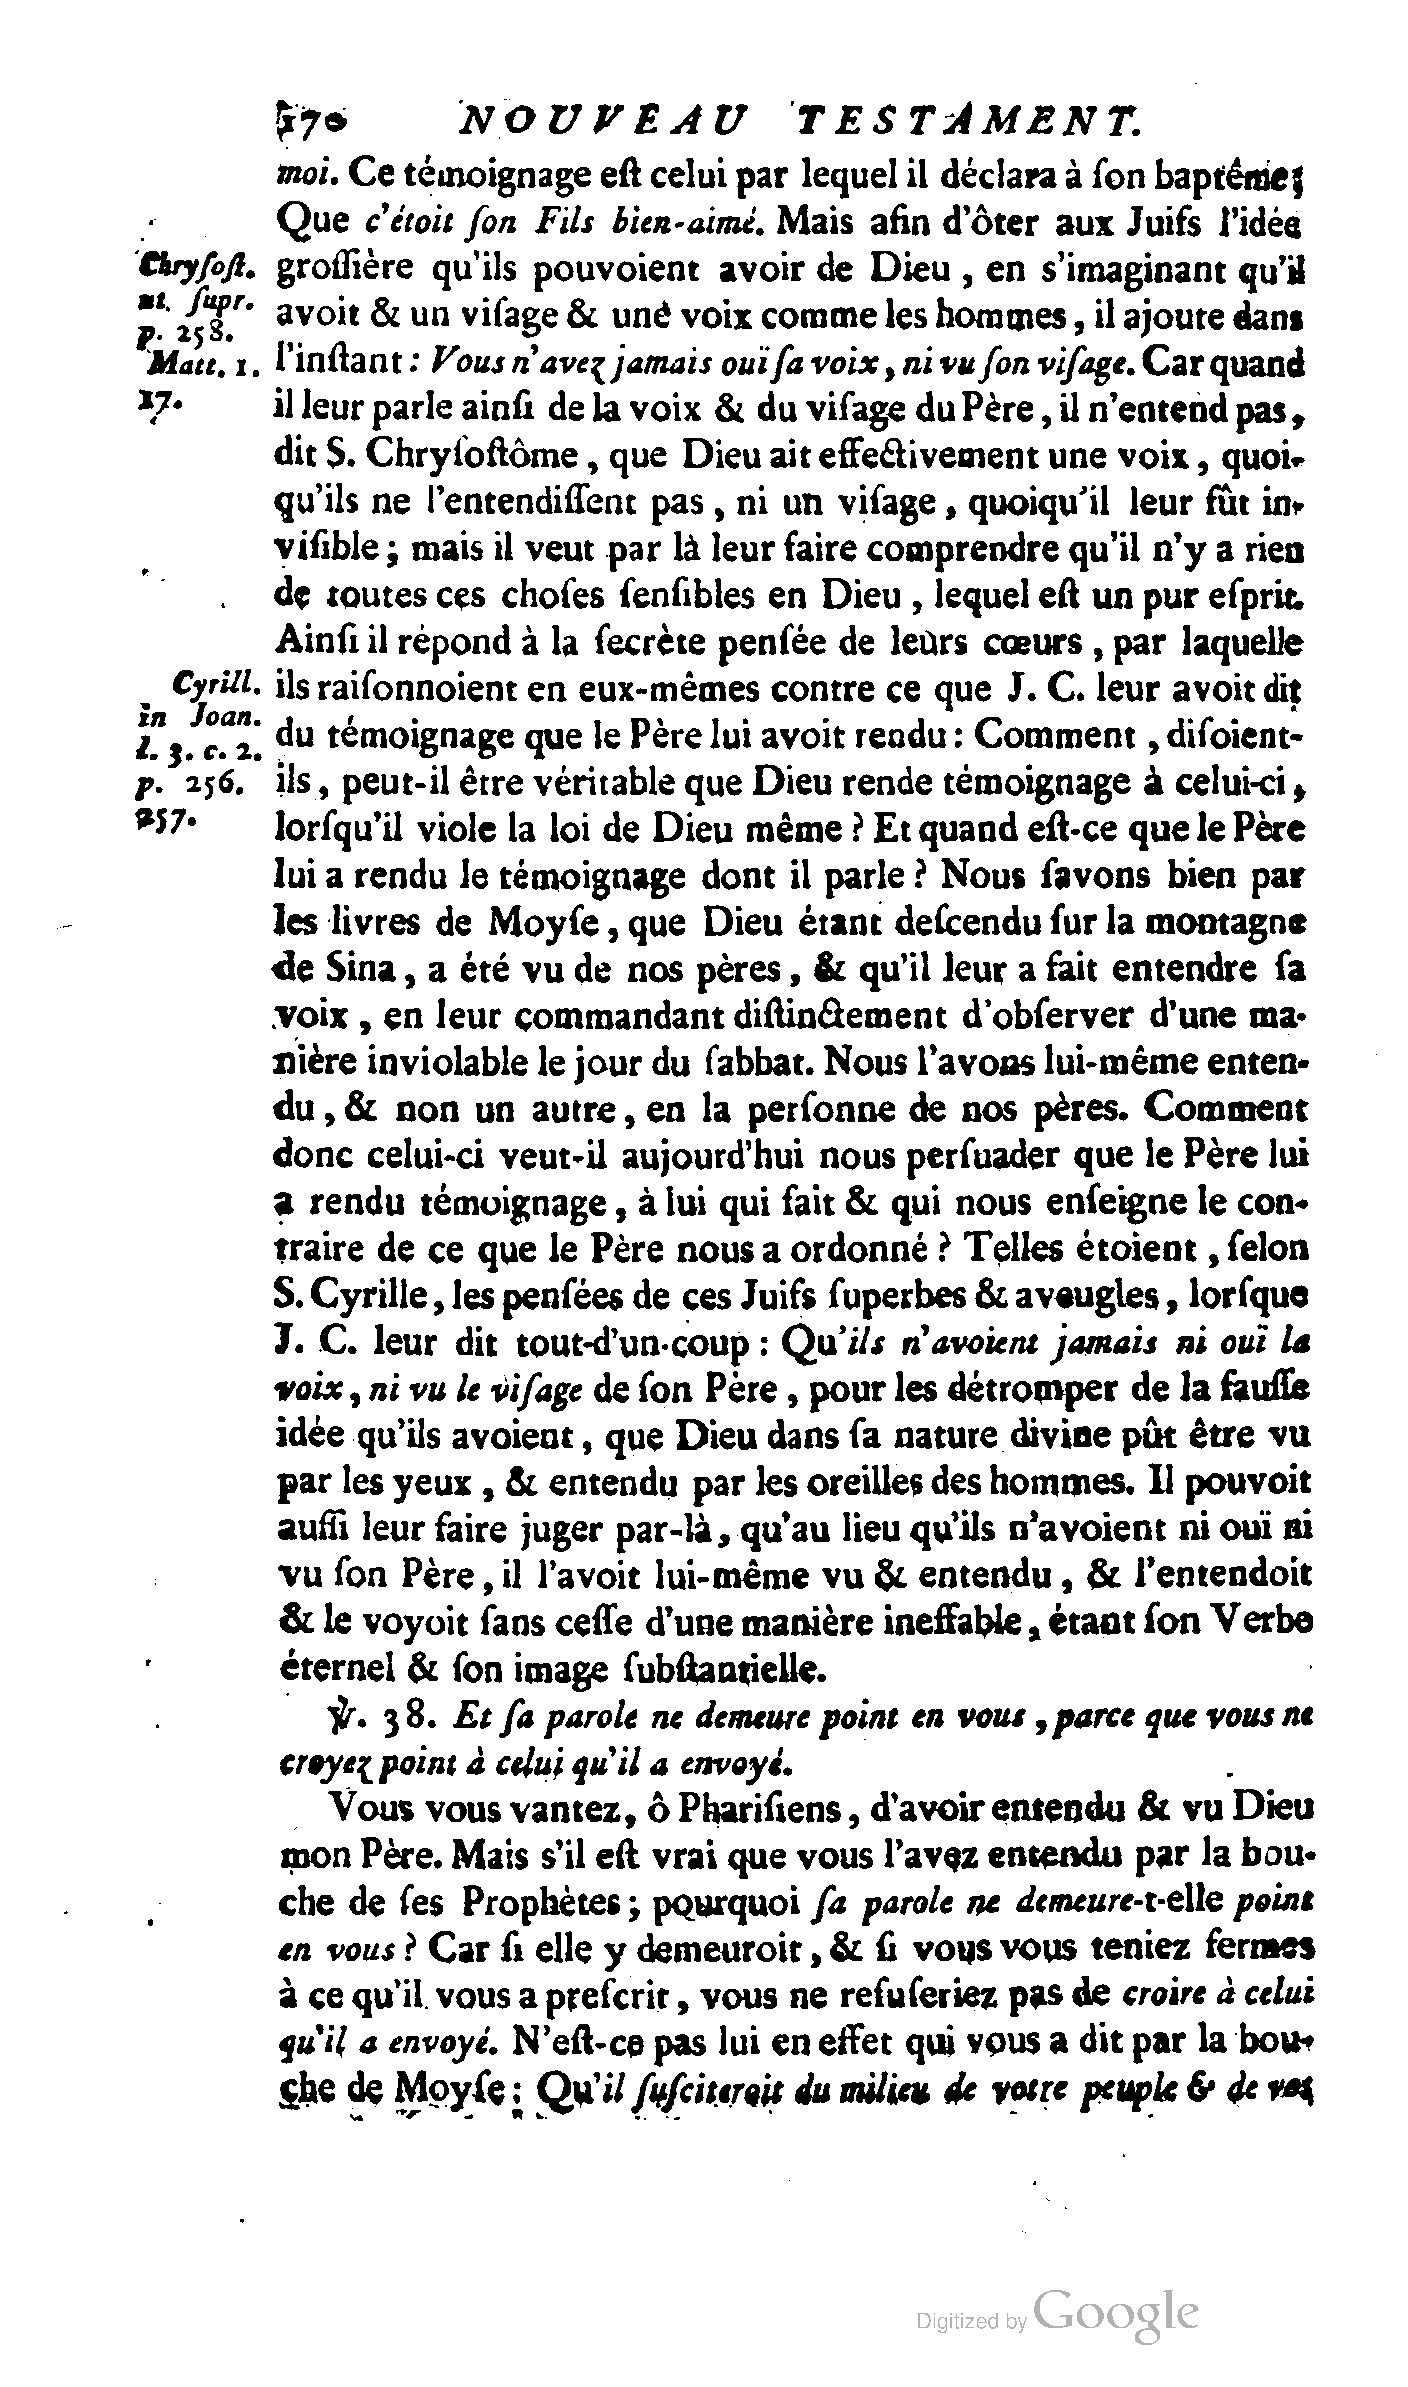 170 NOUVEAU TESTAMENT.
moi. Ce témoignage eſt celui par lequel il déclara à ſon baptême;
Que c'étoit ſon Fils bien-aimé. Mais afin d'ôter aux Juifs l'idée
Chryſoſt. groſſière qu'ils pouvoient avoir de Dieu, en s'imaginant qu'il
ut. ſupr. avoit & un viſage & une voix comme les hommes, il ajoute dans
p. 258.
Matt. 1. l'inſtant: Vous n'avez jamais ouï ſa voix, ni vu ſon viſage. Car quand
17. il leur parle ainſi de la voix & du viſage du Père, il n'entend pas,
dit S. Chryſoſtôme, que Dieu ait effectivement une voix, quoi-
qu'ils ne l'entendiſſent pas, ni un viſage, quoiqu'il leur fût in-
viſible; mais il veut par là leur faire comprendre qu'il n'y a rien
de toutes ces choſes ſenſibles en Dieu, lequel eſt un pur eſprit.
Ainſi il répond à la ſecrète penſée de leurs cœurs, par laquelle
Cyrill. ils raiſonnoient en eux-mêmes contre ce que J. C. leur avoit dit
in Joan.
l. 3. c. 2. du témoignage que le Père lui avoit rendu: Comment, diſoient-
p. 256. ils, peut-il être véritable que Dieu rende témoignage à celui-ci,
257. lorſqu'il viole la loi de Dieu même? Et quand eſt-ce que le Père
lui a rendu le témoignage dont il parle? Nous ſavons bien par
les livres de Moyſe, que Dieu étant deſcendu ſur la montagne
de Sina, a été vu de nos pères, & qu'il leur a fait entendre ſa
voix, en leur commandant diſtinctement d'obſerver d'une ma-
nière inviolable le jour du ſabbat. Nous l'avons lui-même enten-
du, & non un autre, en la perſonne de nos pères. Comment
donc celui-ci veut-il aujourd'hui nous perſuader que le Père lui
a rendu témoignage, à lui qui fait & qui nous enſeigne le con-
traire de ce que le Père nous a ordonné? Telles étoient, ſelon
S. Cyrille, les penſées de ces Juifs ſuperbes & aveugles, lorſque
J. C. leur dit tout-d'un-coup: Qu'ils n'avoient jamais ni ouï la
voix, ni vu le viſage de ſon Père, pour les détromper de la fauſſe
idée qu'ils avoient, que Dieu dans ſa nature divine pût être vu
par les yeux, & entendu par les oreilles des hommes. Il pouvoit
auſſi leur faire juger par-là, qu'au lieu qu'ils n'avoient ni ouï ni
vu ſon Père, il l'avoit lui-même vu & entendu, & l'entendoit
& le voyoit ſans ceſſe d'une manière ineffable, étant ſon Verbe
éternel & ſon image ſubſtantielle.
℣. 38. Et ſa parole ne demeure point en vous, parce que vous ne
croyez point à celui qu'il a envoyé.
Vous vous vantez, ô Phariſiens, d'avoir entendu & vu Dieu
mon Père. Mais s'il eſt vrai que vous l'avez entendu par la bou-
che de ſes Prophètes; pourquoi ſa parole ne demeure-t-elle point
en vous? Car ſi elle y demeuroit, & ſi vous vous teniez fermes
à ce qu'il vous a preſcrit, vous ne refuſeriez pas de croire à celui
qu'il a envoyé. N'eſt-ce pas lui en effet qui vous a dit par la bou-
che de Moyſe: Qu'il ſuſciteroit du milieu de votre peuple & de vos
Digitized by Google